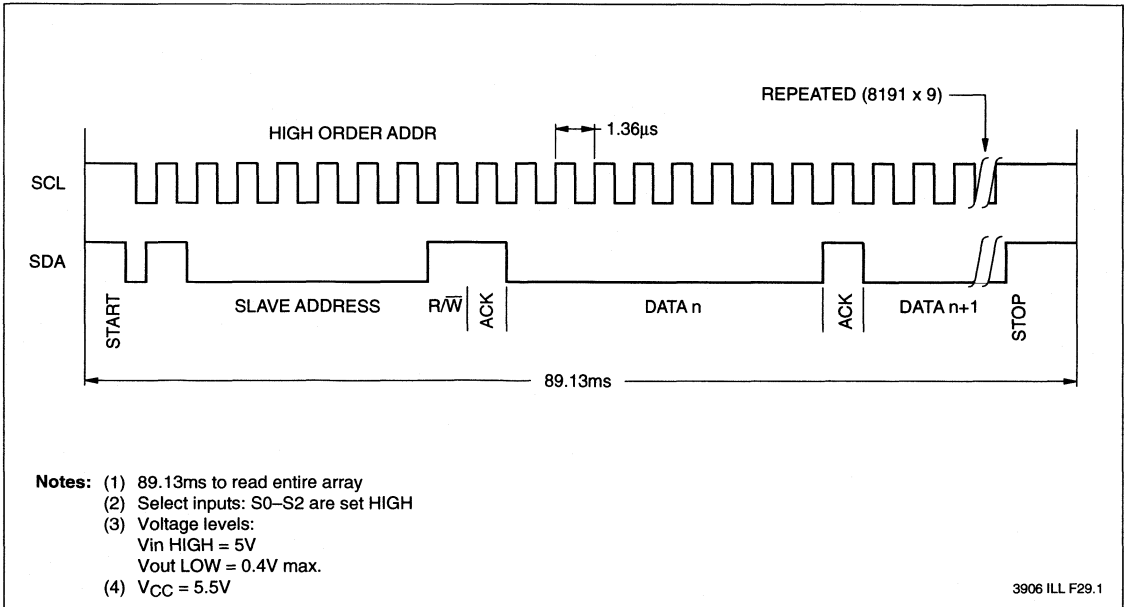 REPEATED (8191 x 9)
HIGH ORDER ADDR
1.36µs
SCL
SDA
START
SLAVE ADDRESS
R/W̅
ACK
DATA n
ACK
DATA n+1
STOP
89.13ms
Notes: (1) 89.13ms to read entire array
(2) Select inputs: S0–S2 are set HIGH
(3) Voltage levels:
Vin HIGH = 5V
Vout LOW = 0.4V max.
(4) VCC = 5.5V
3906 ILL F29.1